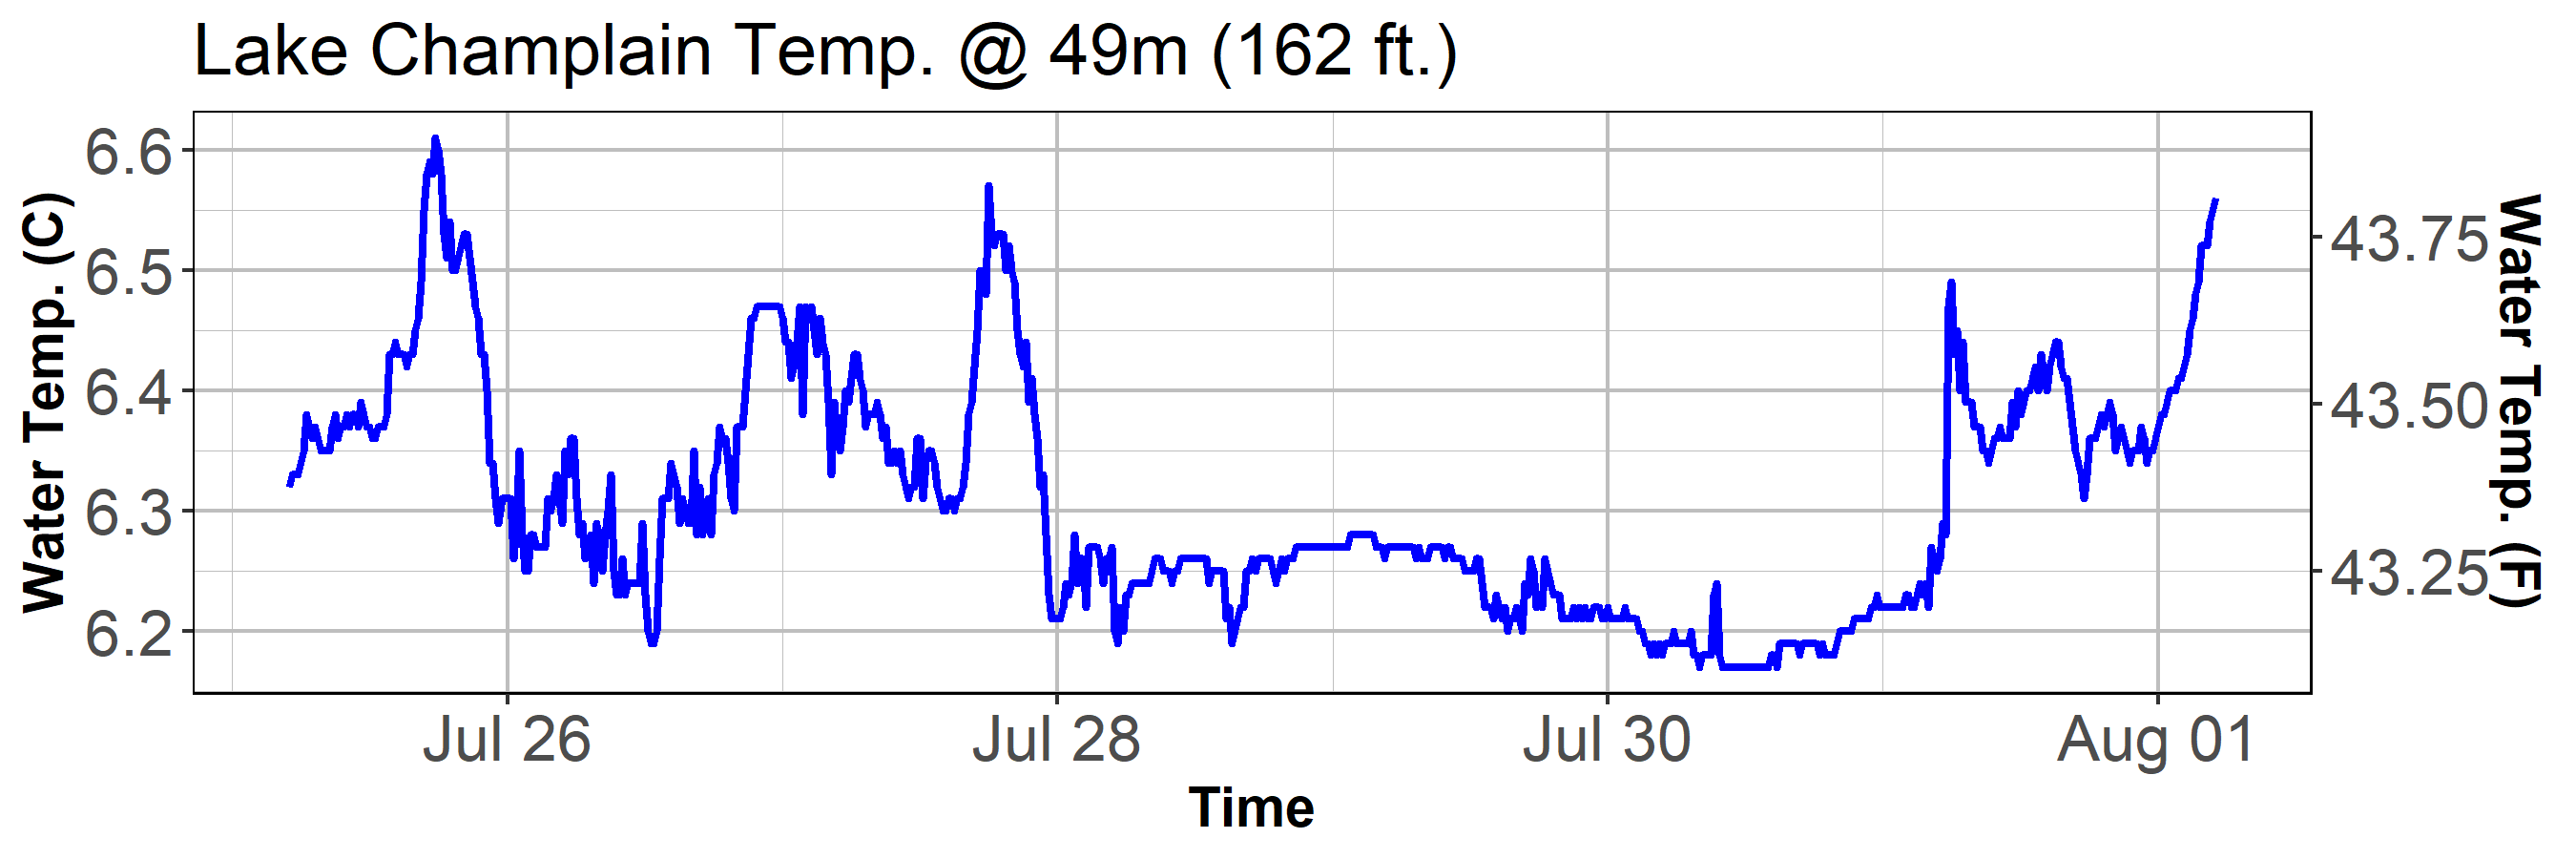 Lake Champlain Temp. @ 49m (162 ft.)
Water Temp. (C)
6.6
6.5
6.4
6.3
6.2
43.75
43.50
43.25
Water Temp. (F)
Jul 26
Jul 28
Jul 30
Aug 01
Time